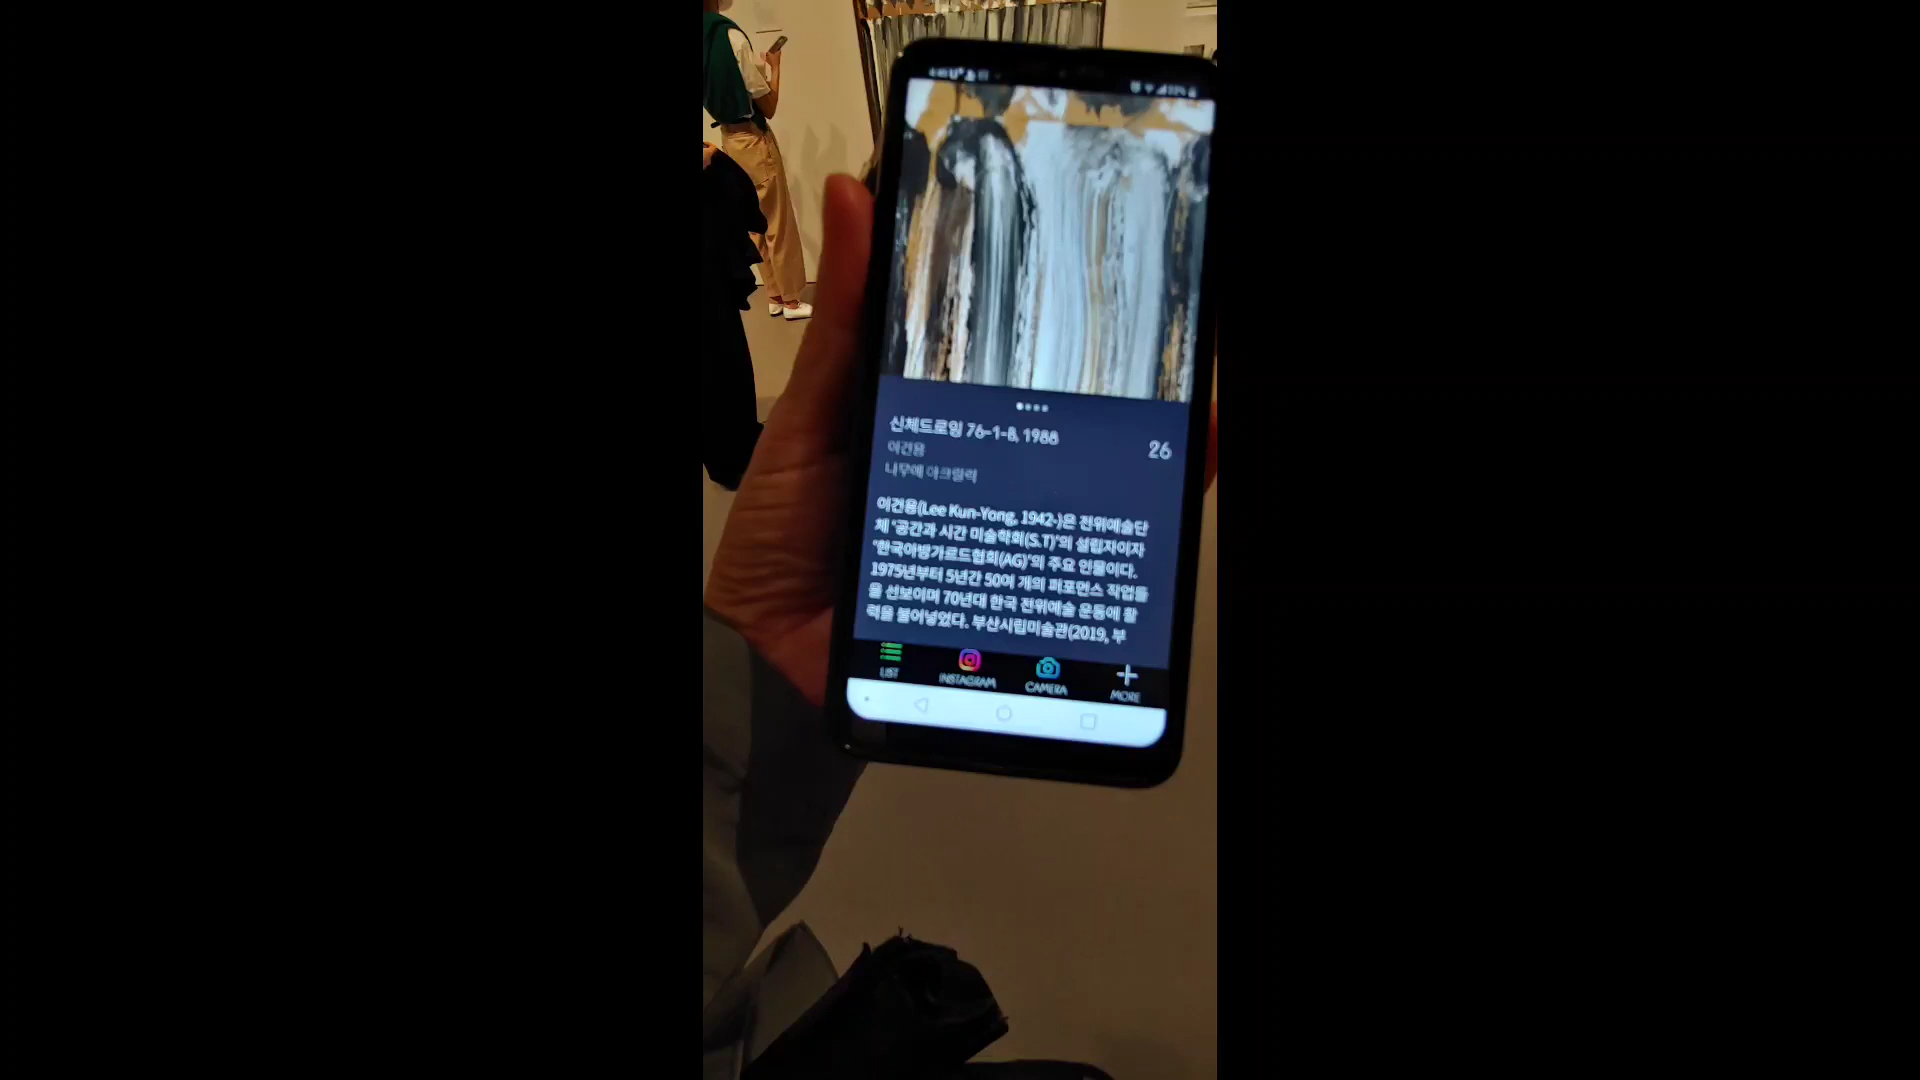 신체드로잉 76-1-8, 1988
26
이건용
나무에 아크릴릭
이건용(Lee Kun-Yong, 1942-)은 전위예술단
체 '공간과 시간 미술학회(S.T)'의 설립자이자
'한국아방가르드협회(AG)'의 주요 인물이다.
1975년부터 5년간 50여 개의 퍼포먼스 작업들
을 선보이며 70년대 한국 전위예술 운동에 활
력을 불어넣었다. 부산시립미술관(2019, 부
LIST
INSTAGRAM
CAMERA
MORE